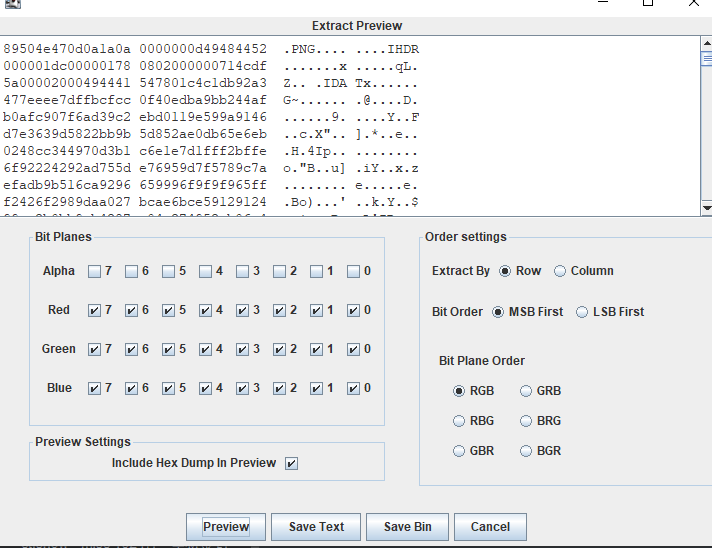 Extract Preview
89504e470d0a1a0a 0000000d49484452 .PNG.... ....IHDR
000001dc00000178 0802000000714cdf .......x .....qL.
5a00002000494441 547801c4c1db92a3 Z.. .IDA Tx......
477eeee7dffbcfcc 0f40edba9bb244af G~...... .@....D.
b0afc907f6ad39c2 ebd0119e599a9146 ......9. ....Y..F
d7e3639d5822bb9b 5d852ae0db65e6eb ..c.X".. ].*..e..
0248cc344970d3b1 c6e1e7d1fff2bffe .H.4Ip.. ........
6f92224292ad755d e76959d7f5789c7a o."B..u] .iY..x.z
efadb9b516ca9296 659996f9f9f965ff ........ e.....e.
f2426f2989daa027 bcae6bce59129124 .Bo)...' ..k.Y..$
Bit Planes
Alpha 7 6 5 4 3 2 1 0
Red 7 6 5 4 3 2 1 0
Green 7 6 5 4 3 2 1 0
Blue 7 6 5 4 3 2 1 0
Preview Settings
Include Hex Dump In Preview
Order settings
Extract By Row Column
Bit Order MSB First LSB First
Bit Plane Order
RGB GRB
RBG BRG
GBR BGR
Preview Save Text Save Bin Cancel